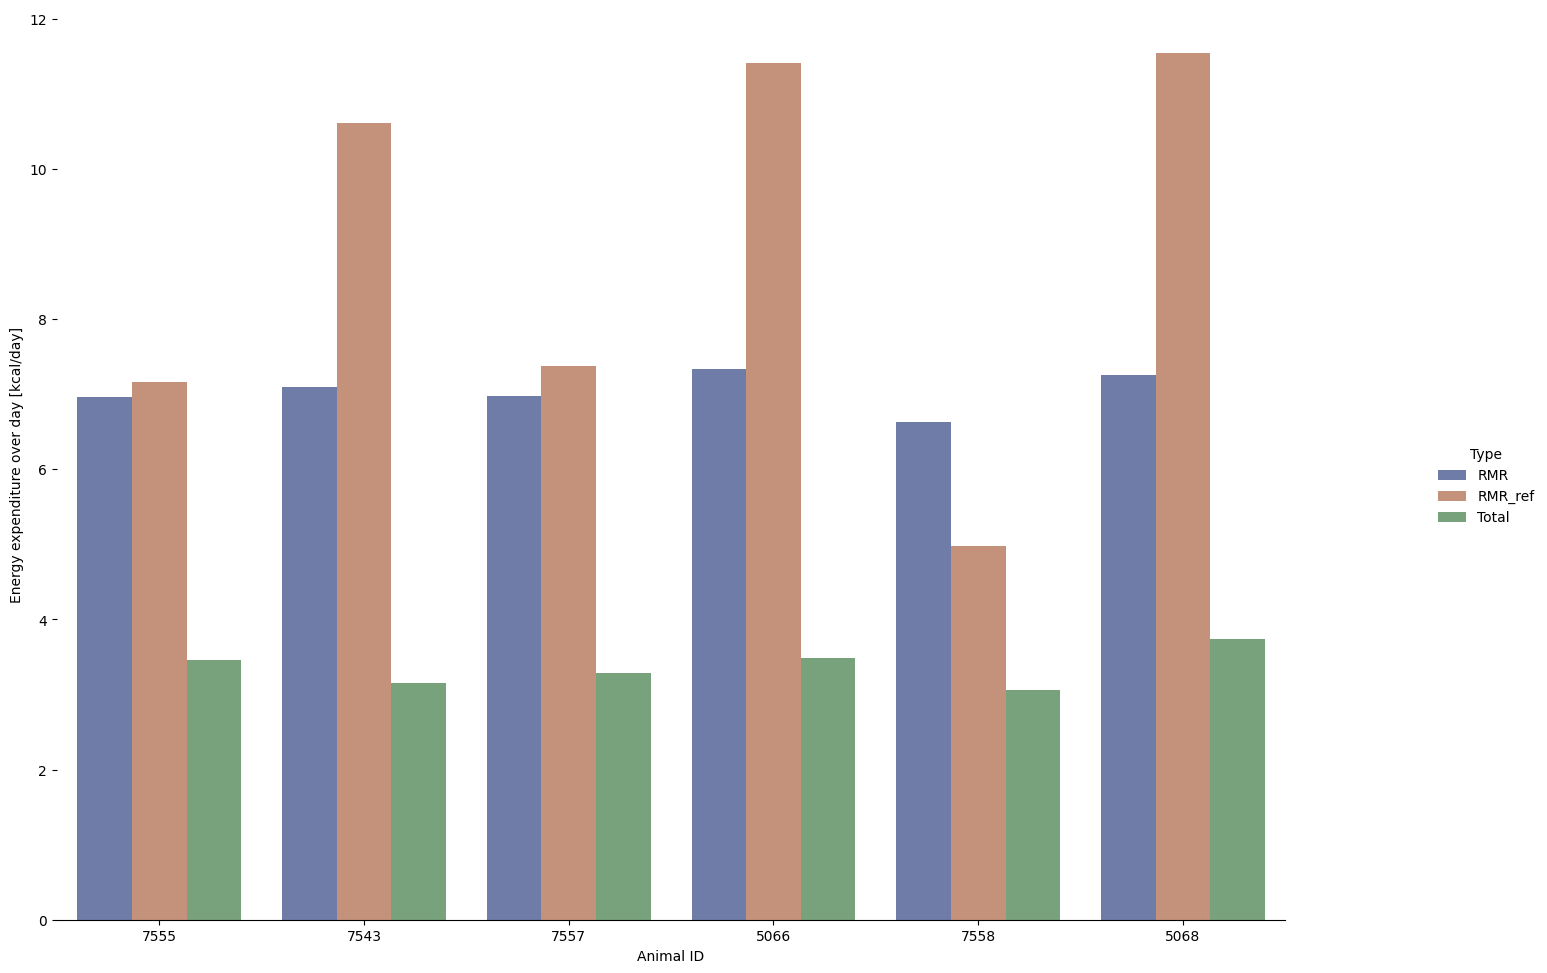 12
10
8
6
4
2
0
Energy expenditure over day [kcal/day]
7555 7543 7557 5066 7558 5068
Animal ID
Type
RMR
RMR_ref
Total